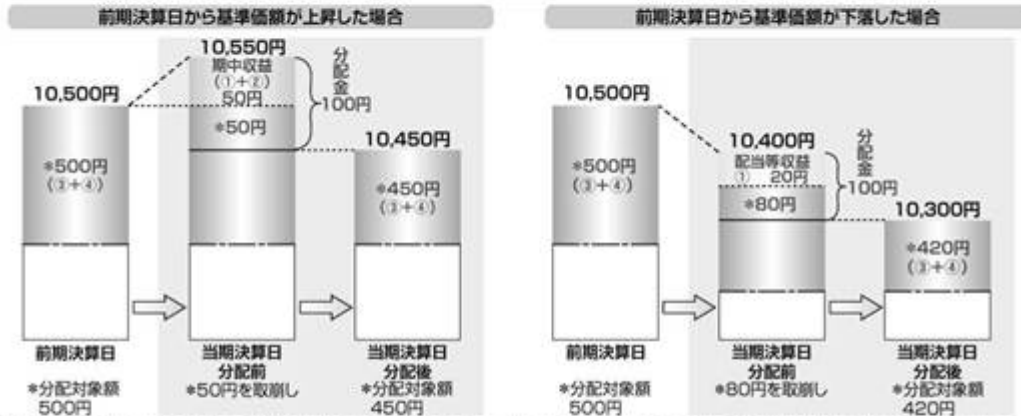 前期決算日から基準価額が上昇した場合
10,550円
期中収益
(①+②)
50円
10,500円
*50円
分配金
100円
10,450円
*500円
(③+④)
*450円
(③+④)
前期決算日
当期決算日
分配前
当期決算日
分配後
*分配対象額
500円
*50円を取崩し
*分配対象額
450円
前期決算日から基準価額が下落した場合
10,500円
10,400円
配当等収益
① 20円
*80円
分配金
100円
10,300円
*500円
(③+④)
*420円
(③+④)
前期決算日
当期決算日
分配前
当期決算日
分配後
*分配対象額
500円
*80円を取崩し
*分配対象額
420円